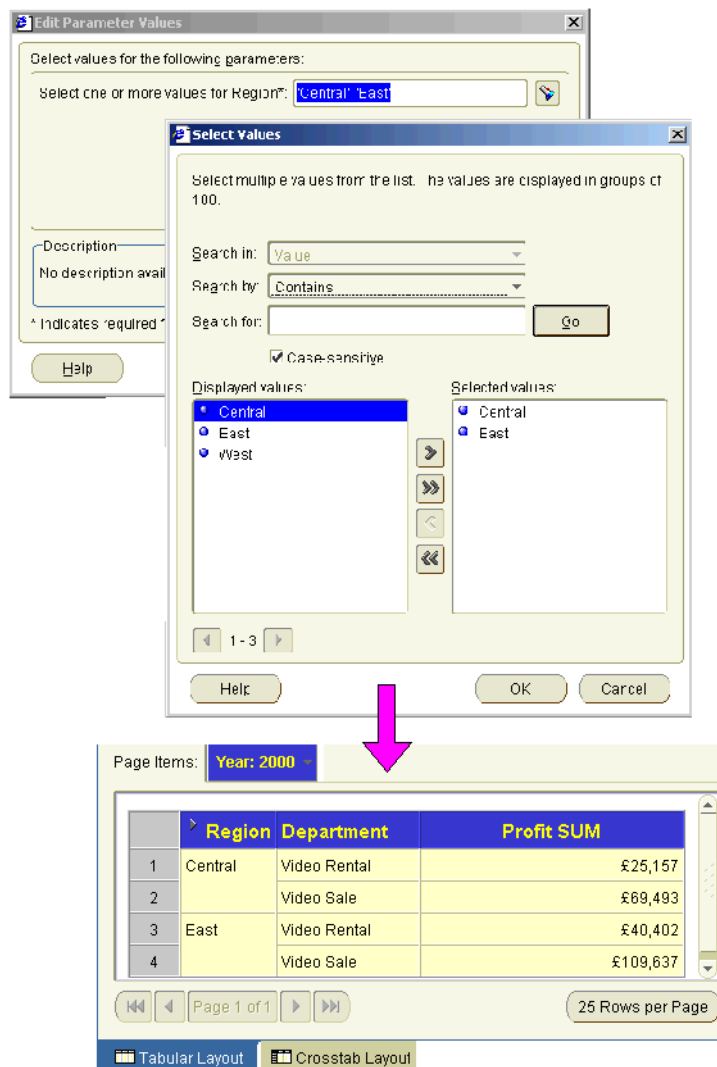 Edit Parameter Values
Select values for the following parameters:
Select one or more values for Region*: 'Central' 'East'
Select Values
Select multiple values from the list. The values are displayed in groups of
100.
Description
No description avail
* Indicates required
Help
Search in: Value
Search by: Contains
Search for: Go
Case-sensitive
Displayed values: Selected values:
Central Central
East East
West
1 - 3
Help OK Cancel
Page Items: Year: 2000
Region Department Profit SUM
1 Central Video Rental £25,157
2 Video Sale £69,493
3 East Video Rental £40,402
4 Video Sale £109,637
Page 1 of 1 25 Rows per Page
Tabular Layout Crosstab Layout